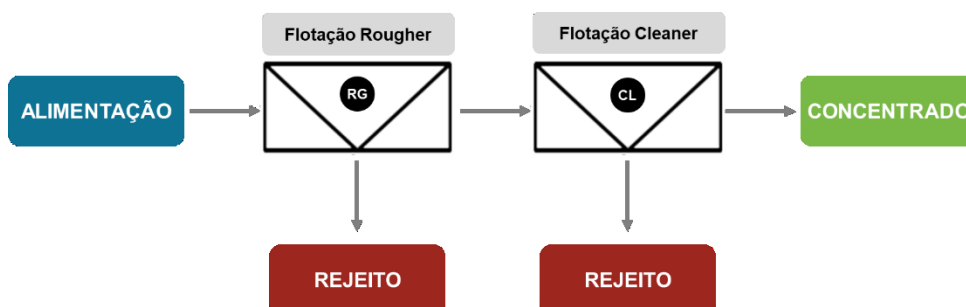 Flotação Rougher
Flotação Cleaner
ALIMENTAÇÃO
RG
CL
CONCENTRADO
REJEITO
REJEITO